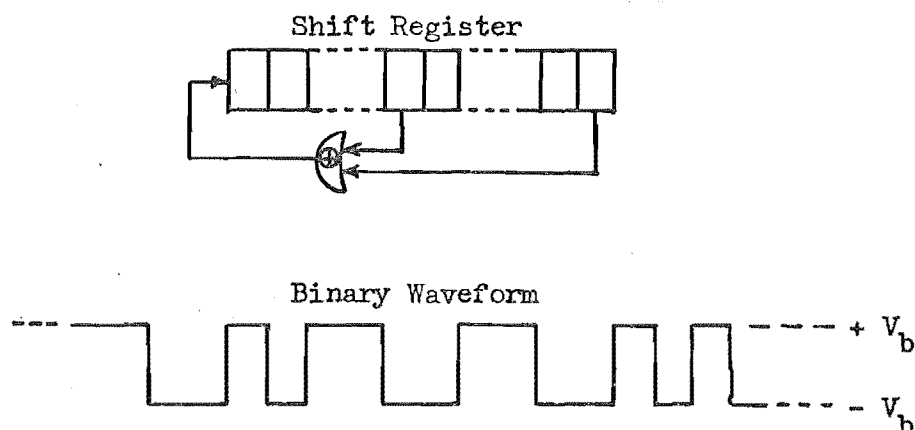 Shift Register
Binary Waveform
+ V_b
- V_b